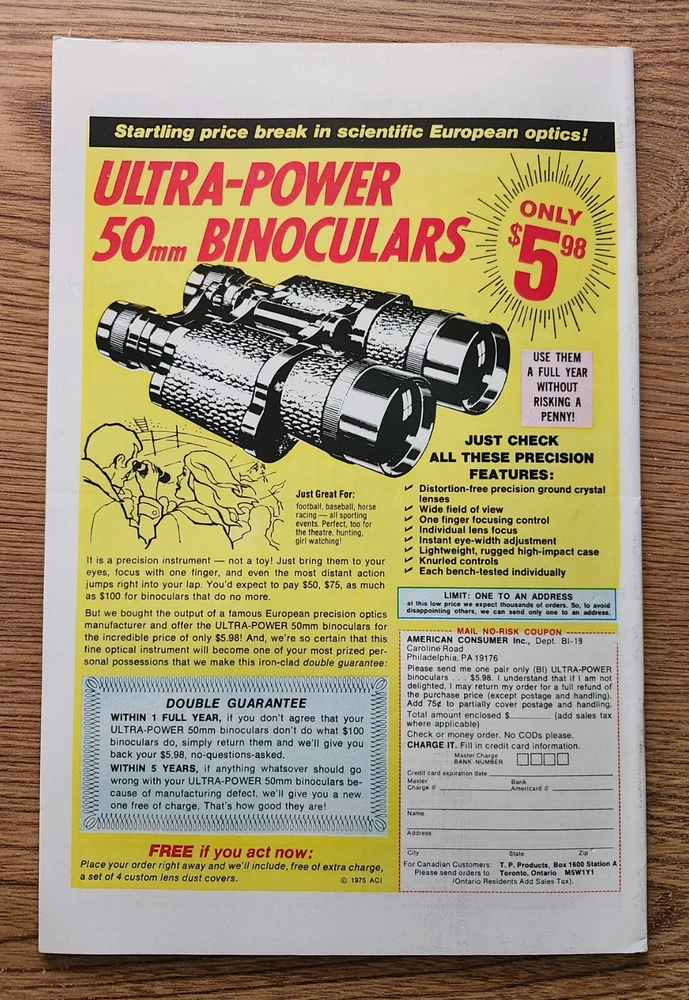 Startling price break in scientific European optics!
ULTRA-POWER
50mm BINOCULARS
ONLY
$5 98
USE THEM
A FULL YEAR
WITHOUT
RISKING A
PENNY!
JUST CHECK
ALL THESE PRECISION
FEATURES:
Distortion-free precision ground crystal
lenses
Wide field of view
One finger focusing control
Individual lens focus
Instant eye-width adjustment
Lightweight, rugged high-impact case
Knurled controls
Each bench-tested individually
Just Great For:
football, baseball, horse
racing — all sporting
events. Perfect, too for
the theatre, hunting,
girl watching!
It is a precision instrument — not a toy! Just bring them to your
eyes, focus with one finger, and even the most distant action
jumps right into your lap. You'd expect to pay $50, $75, as much
as $100 for binoculars that do no more.
But we bought the output of a famous European precision optics
manufacturer and offer the ULTRA-POWER 50mm binoculars for
the incredible price of only $5.98! And, we're so certain that this
fine optical instrument will become one of your most prized per-
sonal possessions that we make this iron-clad double guarantee:
DOUBLE GUARANTEE
WITHIN 1 FULL YEAR, if you don't agree that your
ULTRA-POWER 50mm binoculars don't do what $100
binoculars do, simply return them and we'll give you
back your $5.98, no-questions-asked.
WITHIN 5 YEARS, if anything whatsover should go
wrong with your ULTRA-POWER 50mm binoculars be-
cause of manufacturing defect, we'll give you a new
one free of charge. That's how good they are!
FREE if you act now:
Place your order right away and we'll include, free of extra charge,
a set of 4 custom lens dust covers.
© 1975 ACI
LIMIT: ONE TO AN ADDRESS
at this low price we expect thousands of orders. So, to avoid
disappointing others, we can send only one to an address.
MAIL NO-RISK COUPON
AMERICAN CONSUMER Inc., Dept. BI-19
Caroline Road
Philadelphia, PA 19176
Please send me one pair only (BI) ULTRA-POWER
binoculars . . . $5.98. I understand that if I am not
delighted, I may return my order for a full refund of
the purchase price (except postage and handling).
Add 75¢ to partially cover postage and handling.
Total amount enclosed $____ (add sales tax
where applicable)
Check or money order. No CODs please.
CHARGE IT. Fill in credit card information.
Master Charge
BANK NUMBER
Credit card expiration date
Master Bank
Charge # Americard #
Name
Address
City State Zip
For Canadian Customers: T. P. Products, Box 1600 Station A
Please send orders to Toronto, Ontario M5W1Y1
(Ontario Residents Add Sales Tax).